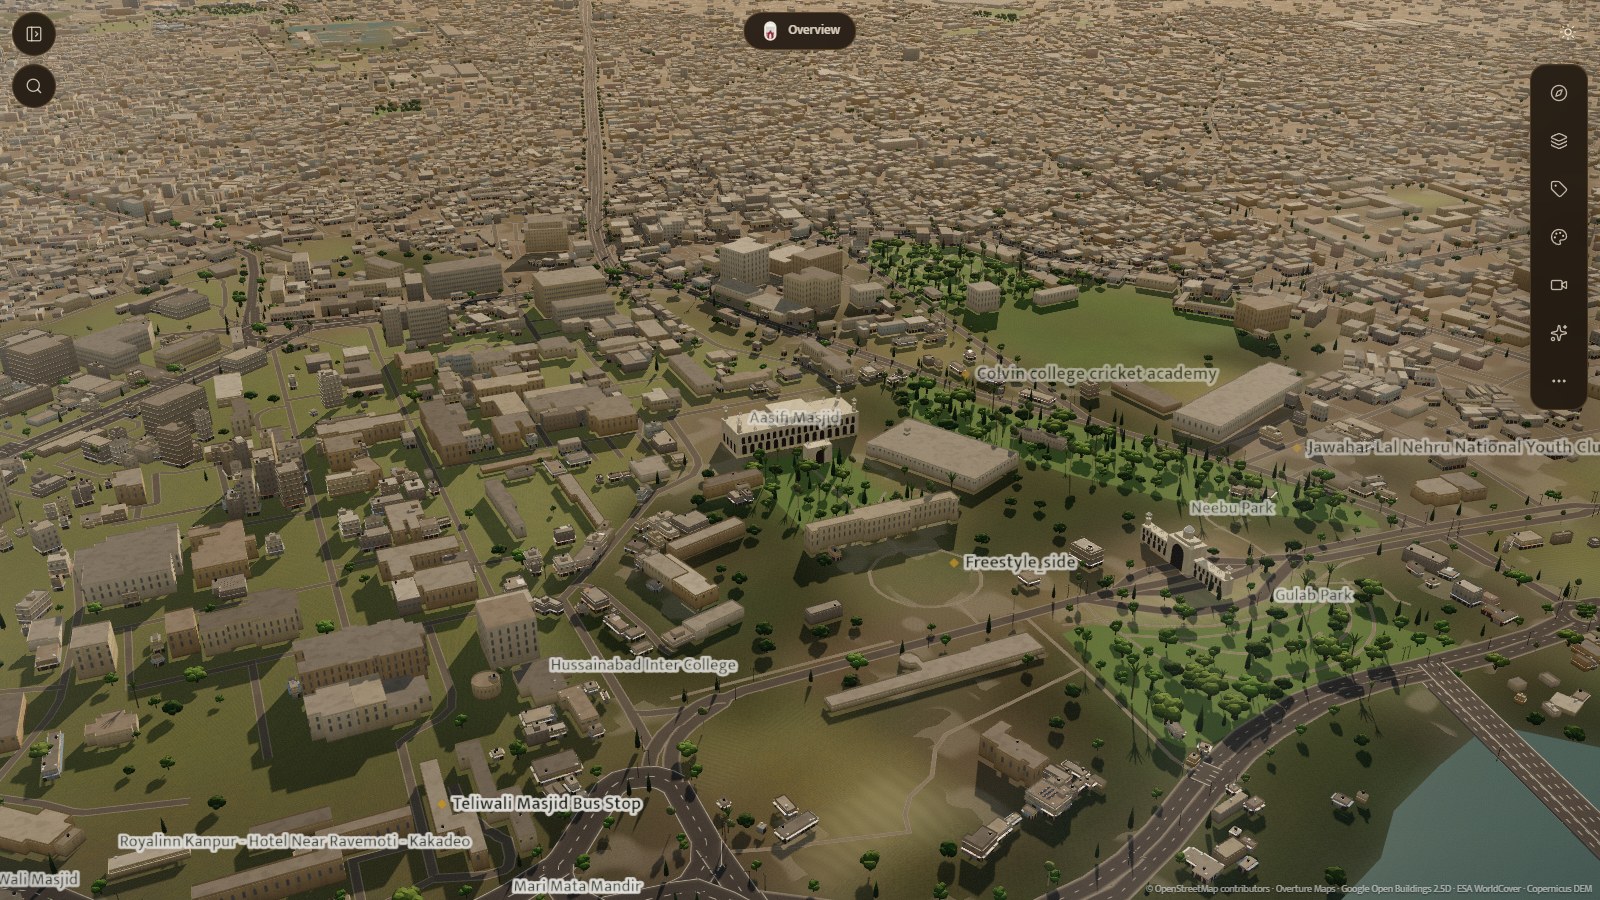 Overview
Colvin college cricket academy
Aasifi Masjid
Jawahar Lal Nehru National Youth Clu
Neebu Park
Freestyle_side
Gulab Park
Hussainabad Inter College
Teliwali Masjid Bus Stop
Royalinn Kanpur - Hotel Near Ravemoti - Kakadeo
Wali Masjid
Mari Mata Mandir
© OpenStreetMap contributors · Overture Maps · Google Open Buildings 2.5D · ESA WorldCover · Copernicus DEM